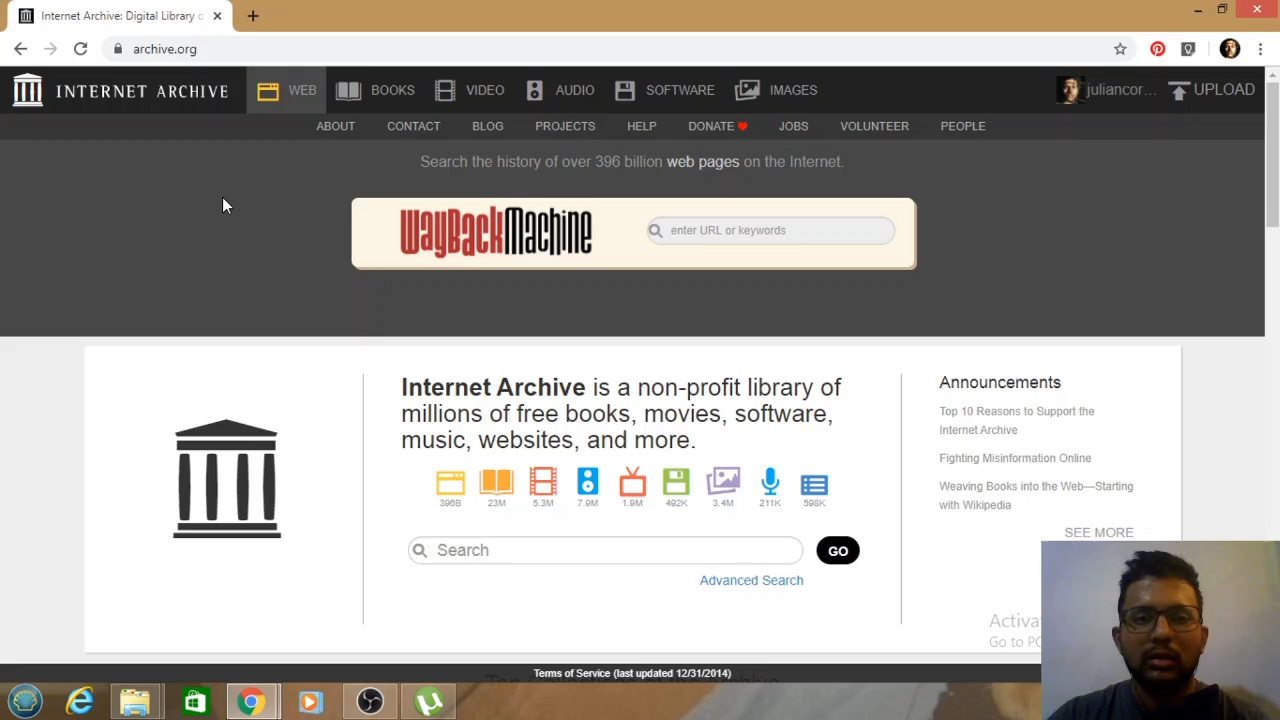 Internet Archive: Digital Library o
archive.org
INTERNET ARCHIVE
WEB
BOOKS
VIDEO
AUDIO
SOFTWARE
IMAGES
juliancor...
UPLOAD
ABOUT
CONTACT
BLOG
PROJECTS
HELP
DONATE
JOBS
VOLUNTEER
PEOPLE
Search the history of over 396 billion web pages on the Internet.
WayBackMachine
enter URL or keywords
Internet Archive is a non-profit library of
millions of free books, movies, software,
music, websites, and more.
396B
23M
5.3M
7.9M
1.9M
492K
3.4M
211K
598K
Search
GO
Advanced Search
Announcements
Top 10 Reasons to Support the
Internet Archive
Fighting Misinformation Online
Weaving Books into the Web—Starting
with Wikipedia
SEE MORE
Activa
Go to PC
Terms of Service (last updated 12/31/2014)